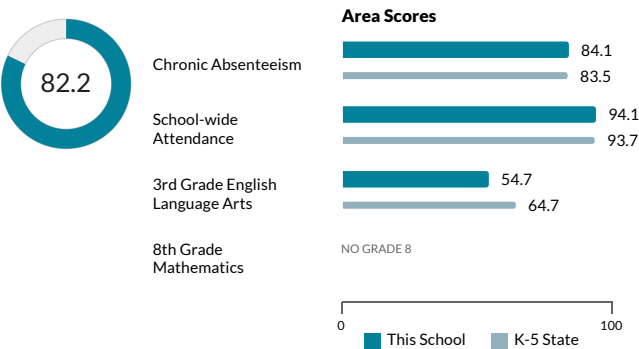 Area Scores
82.2
Chronic Absenteeism
84.1
83.5
School-wide
Attendance
94.1
93.7
3rd Grade English
Language Arts
54.7
64.7
8th Grade
Mathematics
NO GRADE 8
0
100
This School
K-5 State